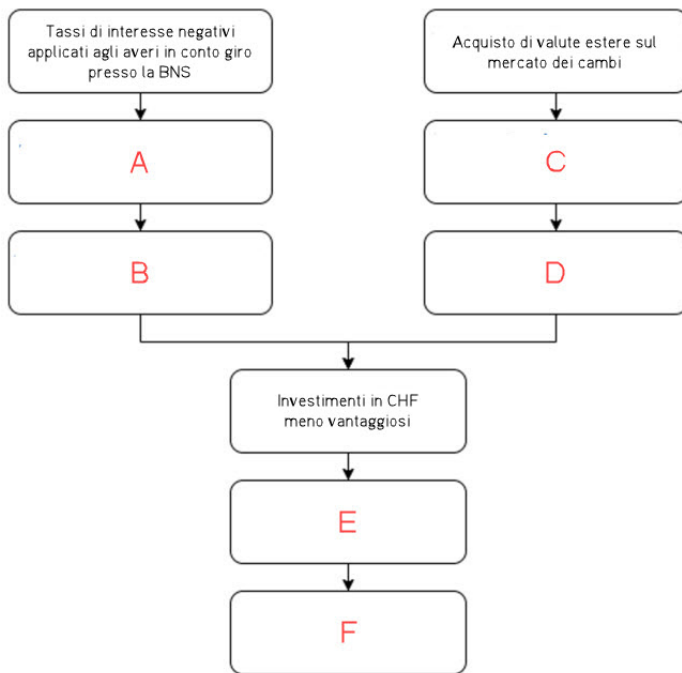 Tassi di interesse negativi
applicati agli averi in conto giro
presso la BNS
Acquisto di valute estere sul
mercato dei cambi
A
C
B
D
Investimenti in CHF
meno vantaggiosi
E
F